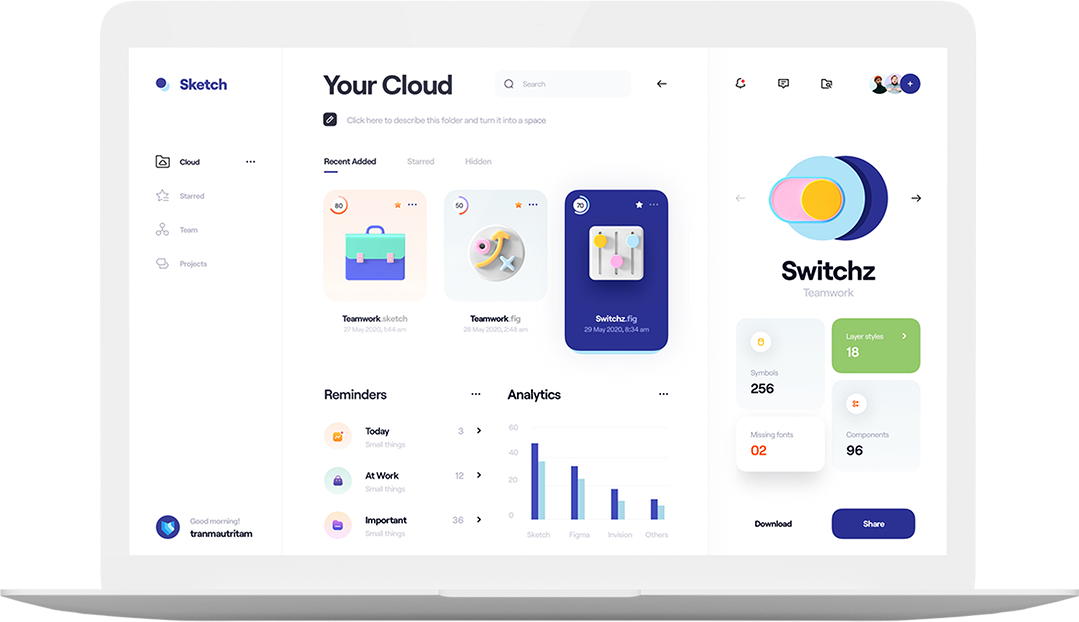 Sketch
Cloud
Starred
Team
Projects
Good morning!
tranmautritam
Your Cloud
Search
Click here to describe this folder and turn it into a space
Recent Added
Starred
Hidden
80
Teamwork.sketch
27 May 2020, 1:44 am
50
Teamwork.fig
28 May 2020, 2:48 am
70
Switchz.fig
29 May 2020, 8:34 am
Reminders
Today
3
Small things
At Work
12
Small things
Important
36
Small things
Analytics
60
40
20
0
Sketch
Figma
Invision
Others
+
Switchz
Teamwork
Symbols
256
Layer styles
18
Missing fonts
02
Components
96
Download
Share